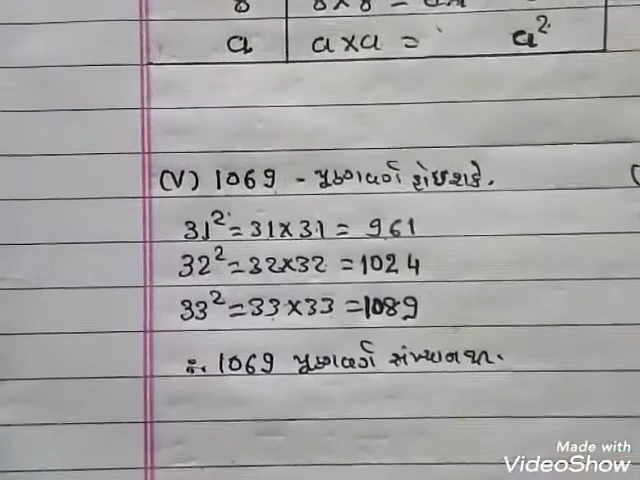 a a×a = a²
(V) 1069 - પૂર્ણવર્ગ હોઈ શકે.
31² = 31×31 = 961
32² = 32×32 = 1024
33² = 33×33 = 1089
∴ 1069 પૂર્ણવર્ગ સંખ્યા નથી.
Made with
VideoShow